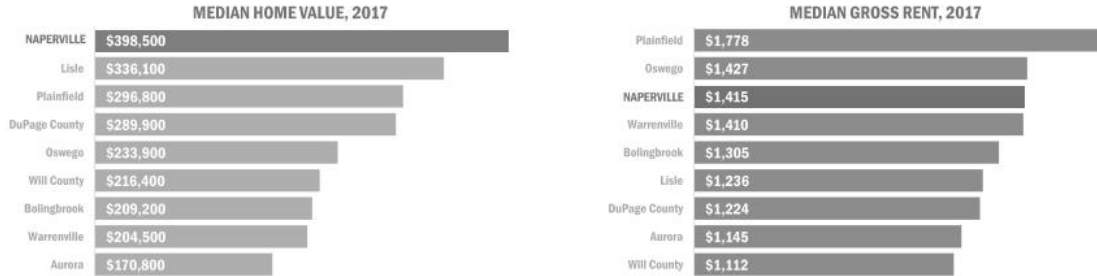 MEDIAN HOME VALUE, 2017
NAPERVILLE $398,500
Lisle $336,100
Plainfield $296,800
DuPage County $289,900
Oswego $233,900
Will County $216,400
Bolingbrook $209,200
Warrenville $204,500
Aurora $170,800
MEDIAN GROSS RENT, 2017
Plainfield $1,778
Oswego $1,427
NAPERVILLE $1,415
Warrenville $1,410
Bolingbrook $1,305
Lisle $1,236
DuPage County $1,224
Aurora $1,145
Will County $1,112